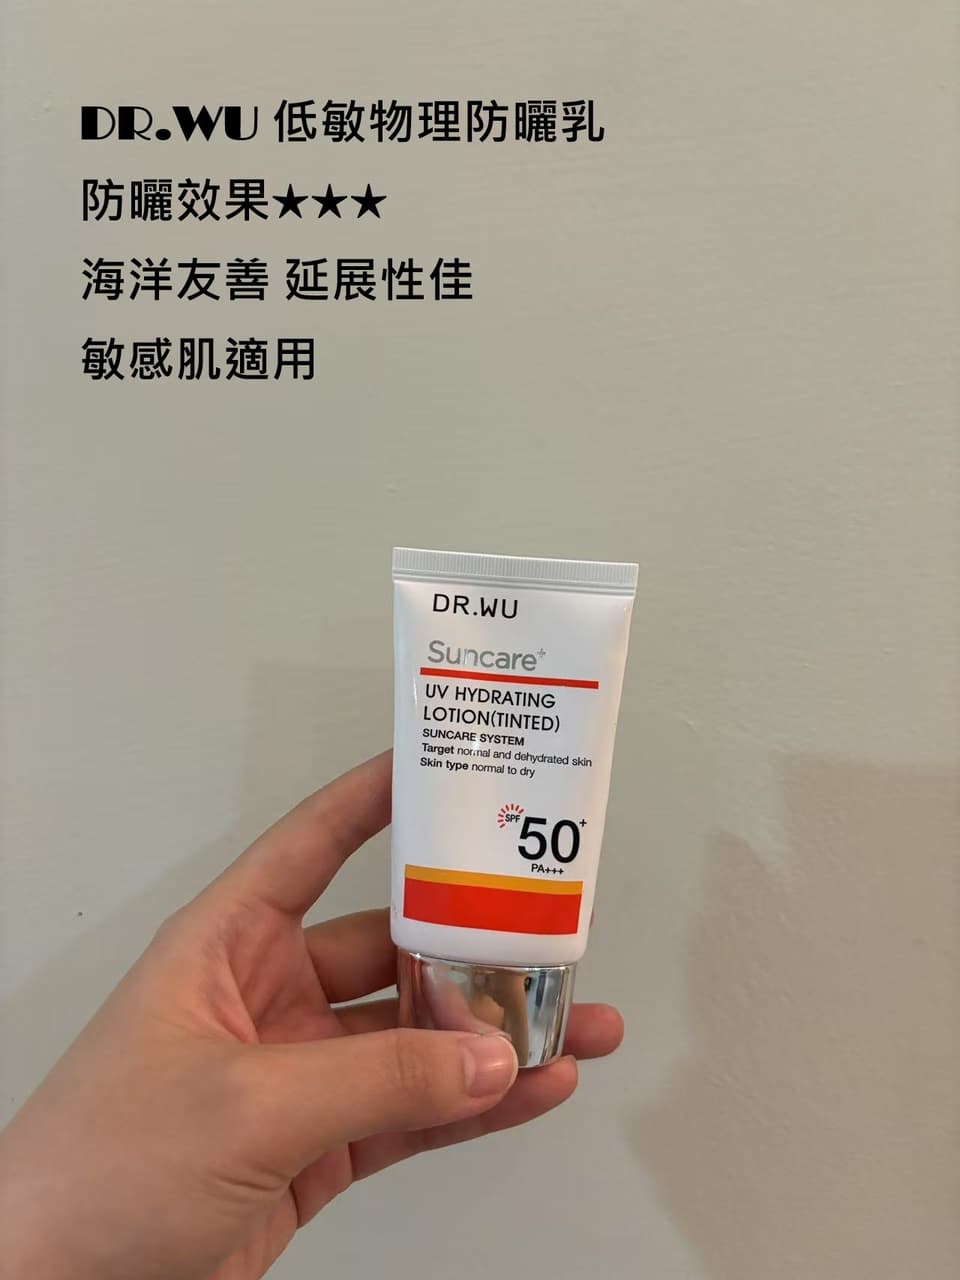 DR.WU 低敏物理防曬乳
防曬效果★★★
海洋友善 延展性佳
敏感肌適用
DR.WU
Suncare+
UV HYDRATING
LOTION(TINTED)
SUNCARE SYSTEM
Target normal and dehydrated skin
Skin type normal to dry
SPF 50+
PA+++